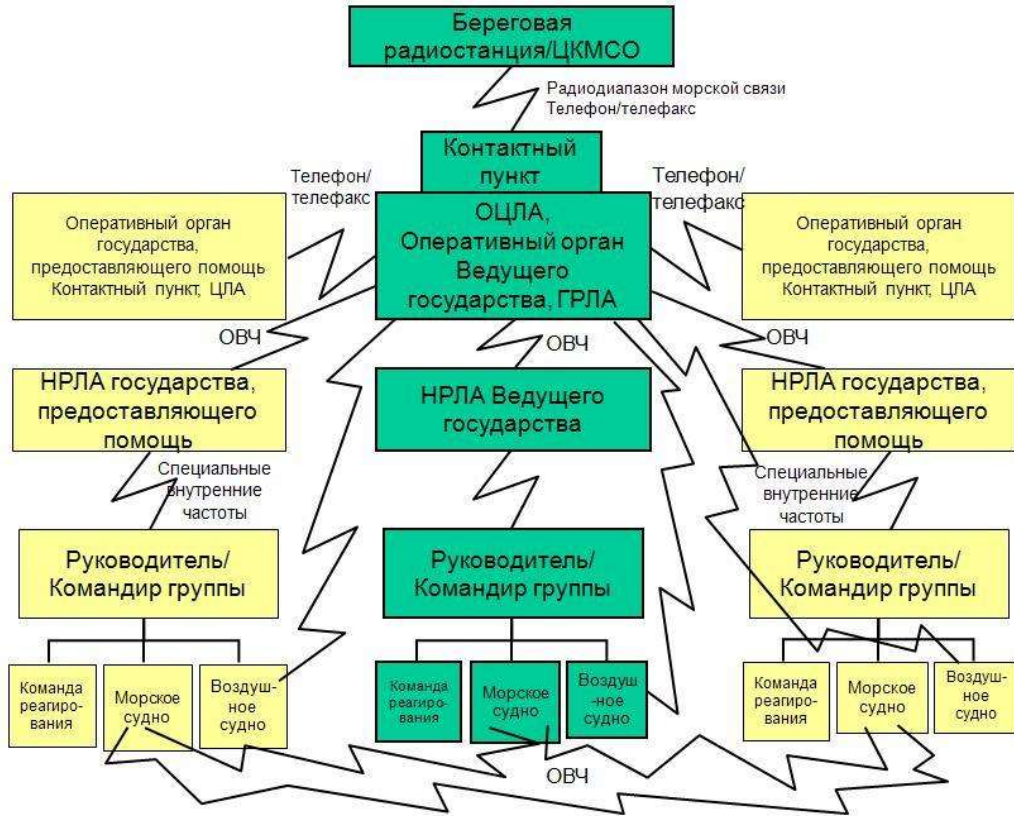 Береговая
радиостанция/ЦКМСО
Радиодиапазон морской связи
Телефон/телефакс
Контактный
пункт
Телефон/
телефакс
Телефон/
телефакс
Оперативный орган
государства,
предоставляющего помощь
Контактный пункт, ЦЛА
ОЦЛА,
Оперативный орган
Ведущего
государства, ГРЛА
Оперативный орган
государства,
предоставляющего помощь
Контактный пункт, ЦЛА
ОВЧ
ОВЧ
ОВЧ
НРЛА государства,
предоставляющего
помощь
НРЛА Ведущего
государства
НРЛА государства,
предоставляющего
помощь
Специальные
внутренние
частоты
Специальные
внутренние
частоты
Руководитель/
Командир группы
Руководитель/
Командир группы
Руководитель/
Командир группы
Команда
реагиро-
вания
Морское
судно
Воздуш-
ное
судно
Команда
реагиро-
вания
Морское
судно
Воздуш
-ное
судно
Команда
реагиро-
вания
Морское
судно
Воздуш-
ное
судно
ОВЧ